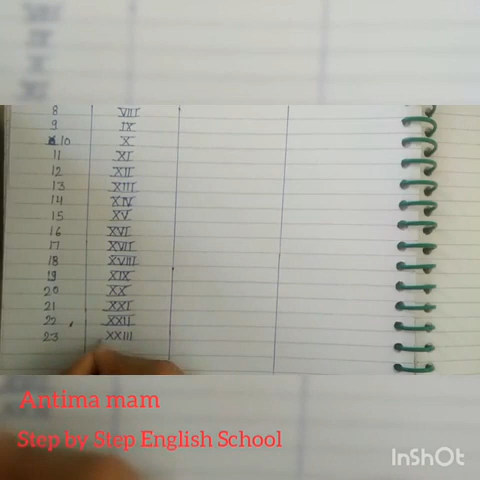 8 VIII
9 IX
10 X
11 XI
12 XII
13 XIII
14 XIV
15 XV
16 XVI
17 XVII
18 XVIII
19 XIX
20 XX
21 XXI
22 XXII
23 XXIII
Antima mam
Step by Step English School
InShOt